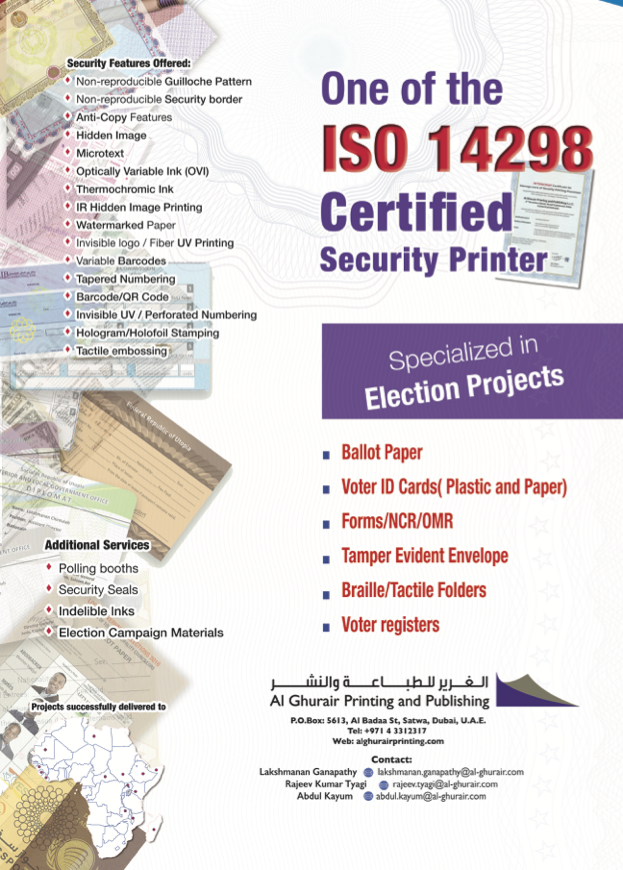 Security Features Offered:
Non-reproducible Guilloche Pattern
Non-reproducible Security border
Anti-Copy Features
Hidden Image
Microtext
Optically Variable Ink (OVI)
Thermochromic Ink
IR Hidden Image Printing
Watermarked Paper
Invisible logo / Fiber UV Printing
Variable Barcodes
Tapered Numbering
Barcode/QR Code
Invisible UV / Perforated Numbering
Hologram/Holofoil Stamping
Tactile embossing
Federal Republic of Utopia
DIPLOMAT
Additional Services
Polling booths
Security Seals
Indelible Inks
Election Campaign Materials
Projects successfully delivered to
One of the
ISO 14298
Certified
Security Printer
Specialized in
Election Projects
Ballot Paper
Voter ID Cards( Plastic and Paper)
Forms/NCR/OMR
Tamper Evident Envelope
Braille/Tactile Folders
Voter registers
الغرير للطبـــاعـــة والنشـــر
Al Ghurair Printing and Publishing
P.O.Box: 5613, Al Badaa St, Satwa, Dubai, U.A.E.
Tel: +971 4 3312317
Web: alghurairprinting.com
Contact:
Lakshmanan Ganapathy lakshmanan.ganapathy@al-ghurair.com
Rajeev Kumar Tyagi rajeev.tyagi@al-ghurair.com
Abdul Kayum abdul.kayum@al-ghurair.com